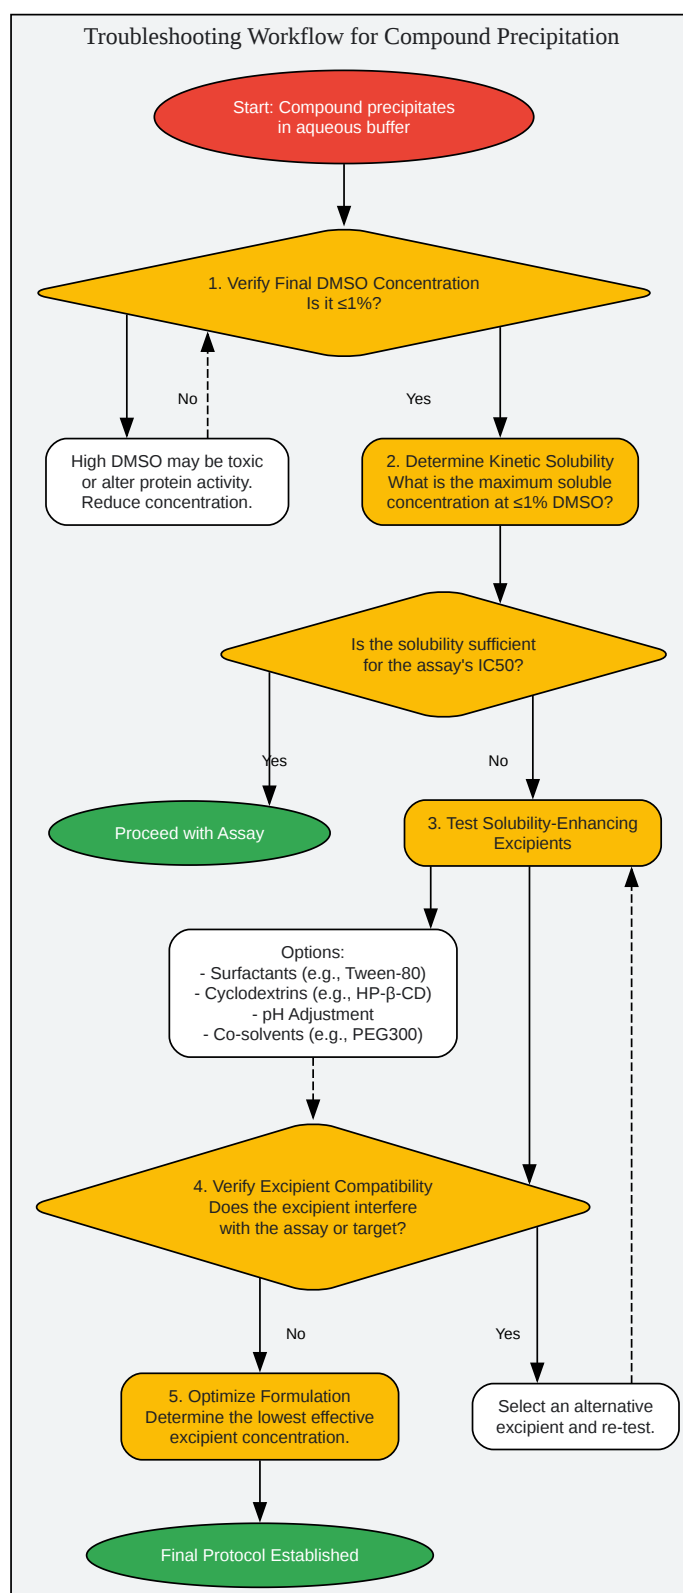 Troubleshooting Workflow for Compound Precipitation
Start: Compound precipitates
in aqueous buffer
1. Verify Final DMSO Concentration
Is it ≤1%?
No
Yes
High DMSO may be toxic
or alter protein activity.
Reduce concentration.
2. Determine Kinetic Solubility
What is the maximum soluble
concentration at ≤1% DMSO?
Is the solubility sufficient
for the assay's IC50?
Yes
No
Proceed with Assay
3. Test Solubility-Enhancing
Excipients
Options:
- Surfactants (e.g., Tween-80)
- Cyclodextrins (e.g., HP-β-CD)
- pH Adjustment
- Co-solvents (e.g., PEG300)
4. Verify Excipient Compatibility
Does the excipient interfere
with the assay or target?
No
Yes
5. Optimize Formulation
Determine the lowest effective
excipient concentration.
Select an alternative
excipient and re-test.
Final Protocol Established